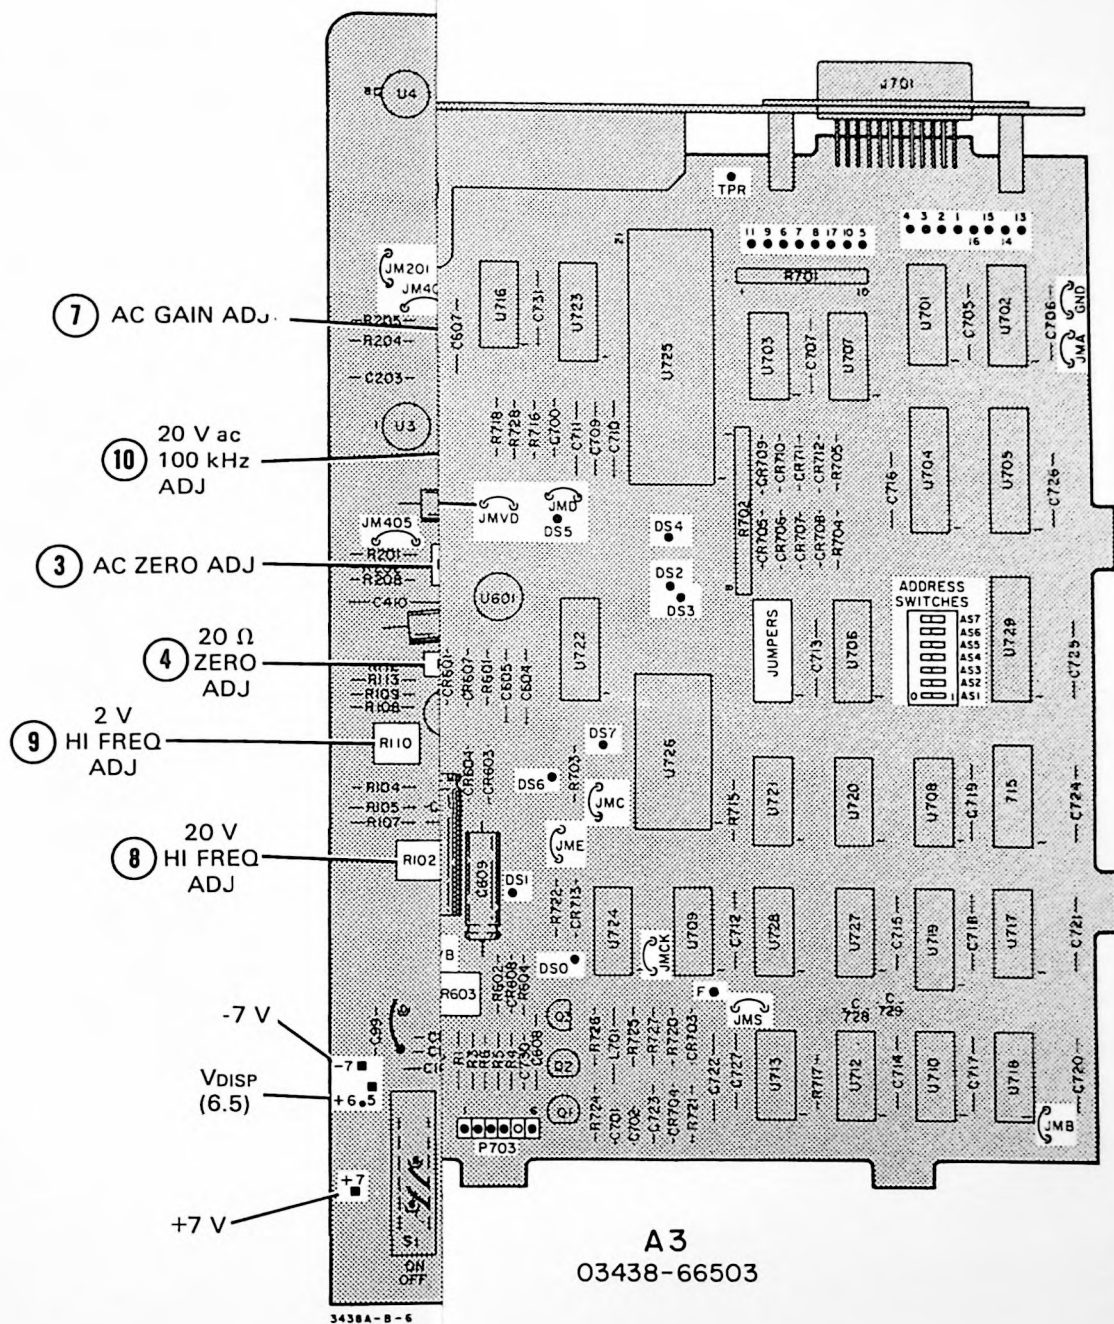 J701
U4
TPR
4 3 2 1 15 13
16 14
11 9 6 7 8 17 10 5
21
R701
10
JM201
JM40
R205
R204
C203
7 AC GAIN ADJ
C607
U716
C731
U723
U725
U703
C707
U707
U701
C705
U702
C706
GND
JMA
U3
10 20 V ac
100 kHz
ADJ
R718
R728
R716
C700
C711
C709
C710
R702
CR709
CR710
CR711
CR712
R705
CR705
CR706
CR707
CR708
R704
C716
U704
U705
C726
JMVD
JMD
DS5
DS4
JM405
R201
R208
C410
3 AC ZERO ADJ
U601
DS2
DS3
U722
JUMPERS
C713
U706
ADDRESS
SWITCHES
AS7
AS6
AS5
AS4
AS3
AS2
AS1
0 1
U729
C725
4 20 Ω
ZERO
ADJ
R113
R109
R108
CR601
CR607
R601
C605
C604
9 2 V
HI FREQ
ADJ
R110
DS7
U726
DS6
R703
JMC
CR604
CR603
R104
R105
R107
R715
U721
U720
U708
C719
715
C724
8 20 V
HI FREQ
ADJ
R102
C609
JME
DS1
R722
CR713
U724
U709
C712
U728
U727
C715
U719
C718
U717
C721
JMCK
DS0
R603
R602
CR608
R604
F
JMS
C
728
C
729
-7 V
C99
-7
VDISP
(6.5)
+6.5
R1
R3
R6
R5
R4
C730
C608
Q3
Q2
Q1
R726
L701
R725
R727
R720
CR703
R724
C701
C702
C723
CR704
R721
C722
C727
U713
R717
U712
C714
U710
C717
U718
C720
JMB
P703
+7
+7 V
S1
ON
OFF
A3
03438-66503
3438A-B-6